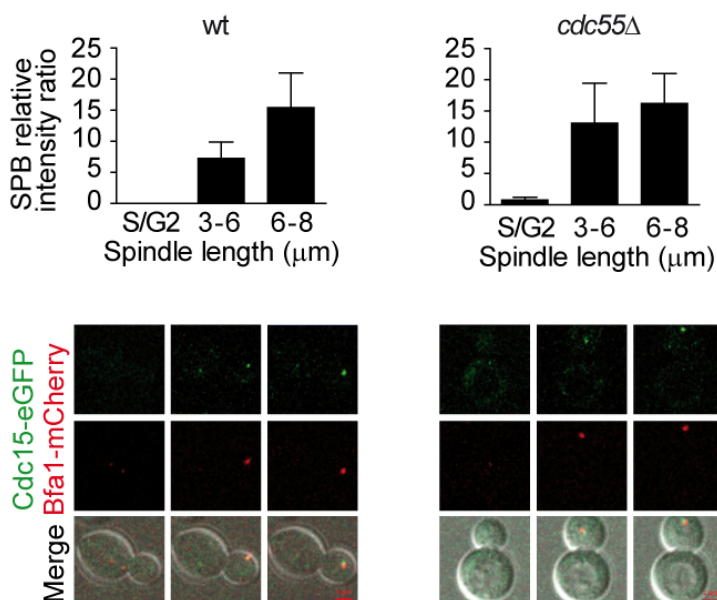 wt
cdc55Δ
SPB relative
intensity ratio
25
20
15
10
5
0
S/G2 3-6 6-8
Spindle length (μm)
25
20
15
10
5
0
S/G2 3-6 6-8
Spindle length (μm)
Cdc15-eGFP
Bfa1-mCherry
Merge